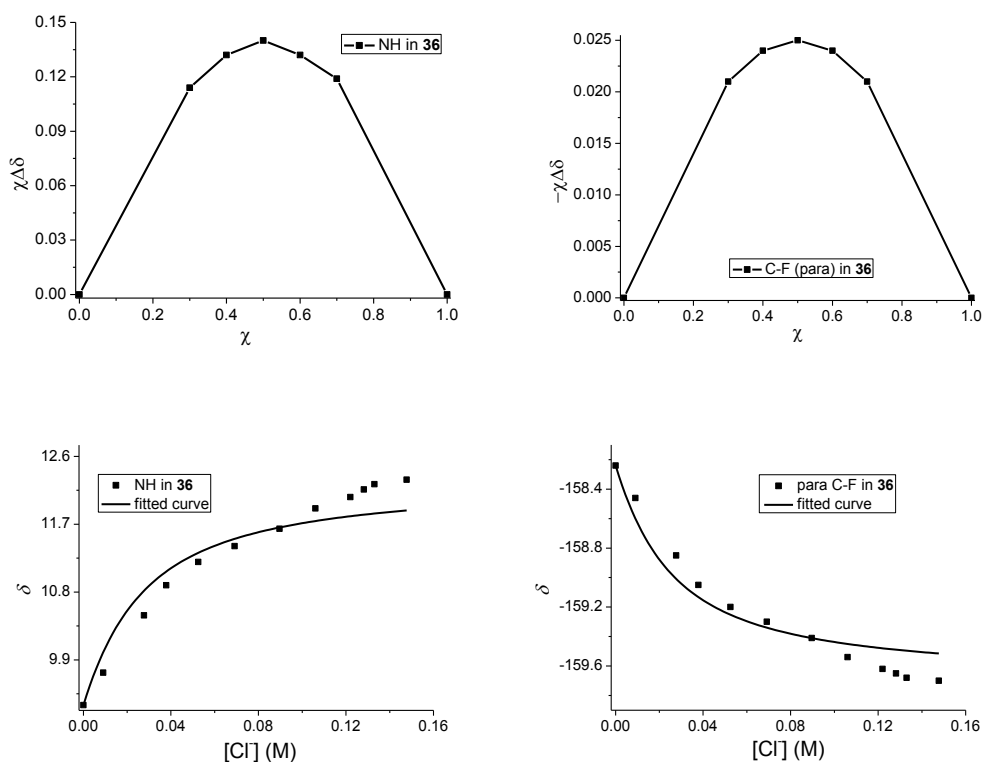 0.15
0.12
0.09
0.06
0.03
0.00
χΔδ
NH in 36
0.0 0.2 0.4 0.6 0.8 1.0
χ
0.025
0.020
0.015
0.010
0.005
0.000
−χΔδ
C-F (para) in 36
0.0 0.2 0.4 0.6 0.8 1.0
χ
12.6
11.7
10.8
9.9
δ
NH in 36
fitted curve
0.00 0.04 0.08 0.12 0.16
[Cl-] (M)
-158.4
-158.8
-159.2
-159.6
δ
para C-F in 36
fitted curve
0.00 0.04 0.08 0.12 0.16
[Cl-] (M)